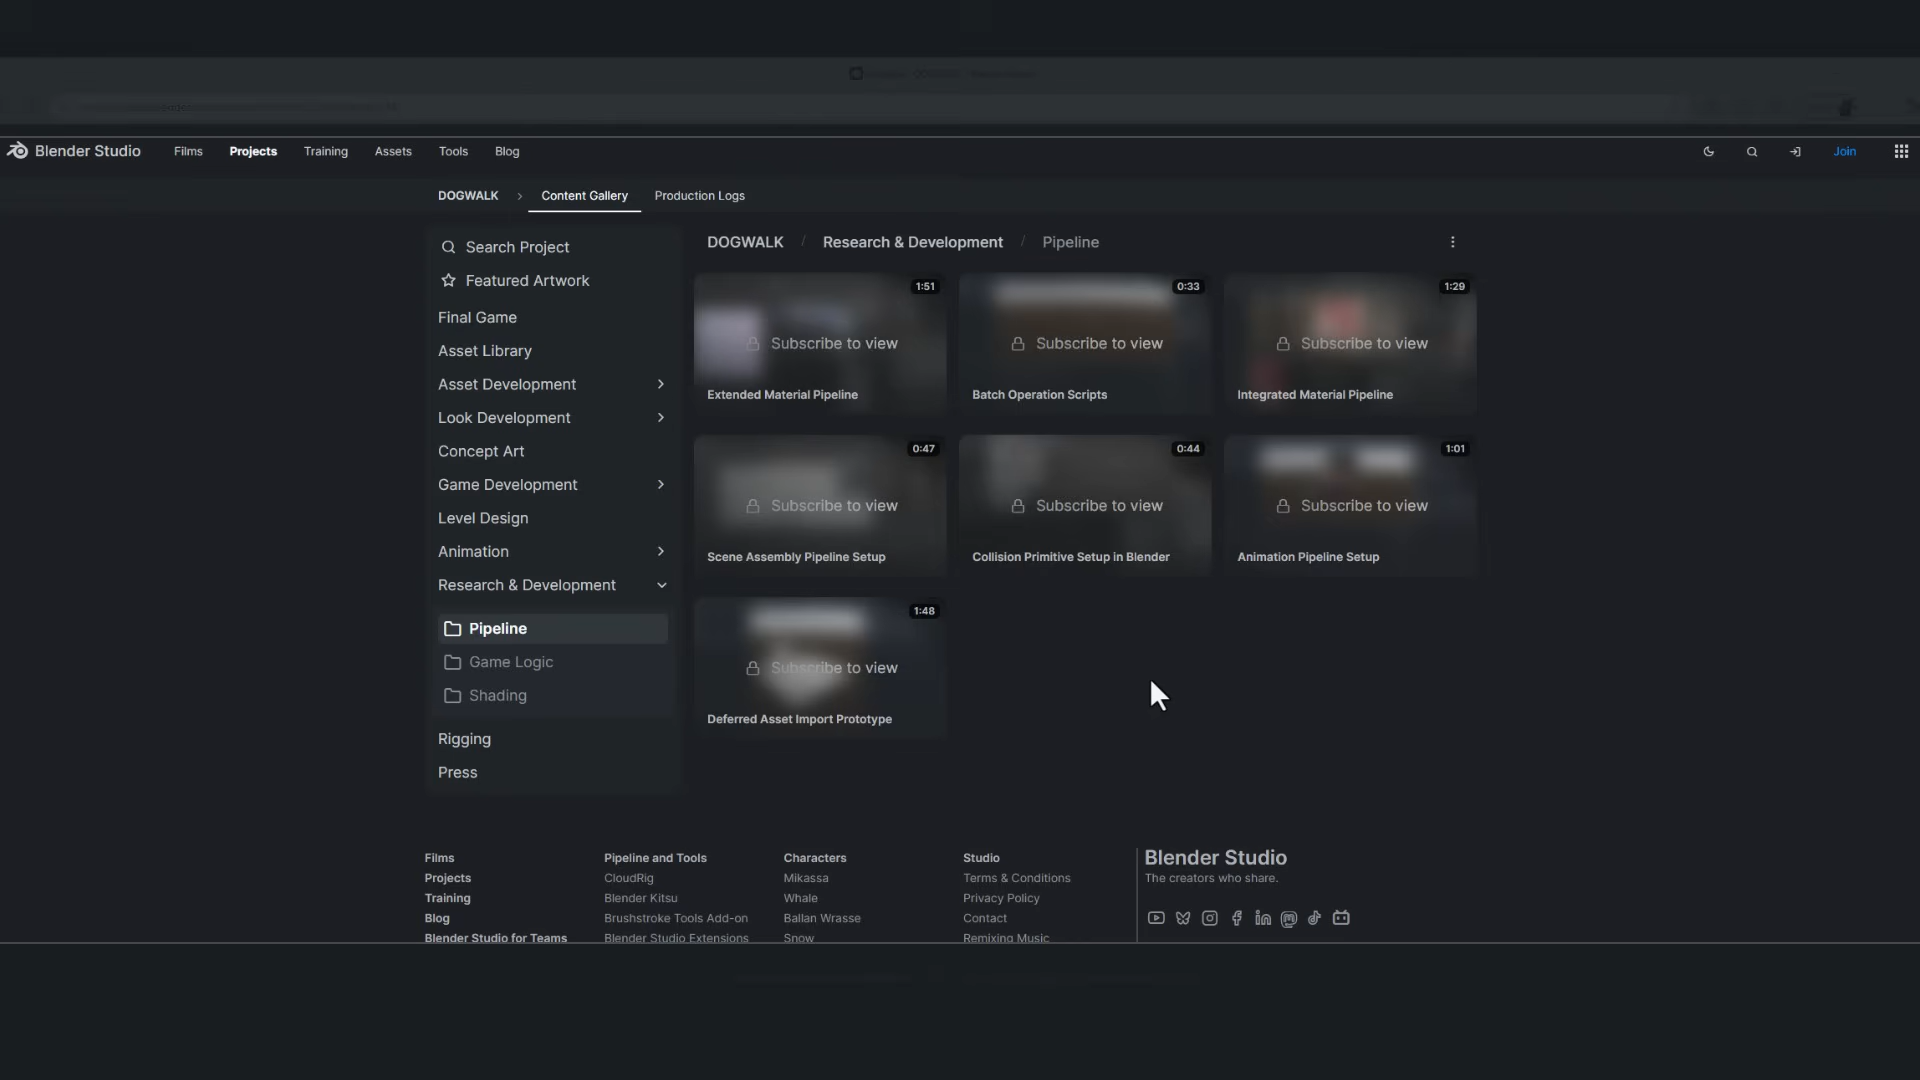 Blender Studio Films Projects Training Assets Tools Blog Join
DOGWALK Content Gallery Production Logs
Search Project
Featured Artwork
Final Game
Asset Library
Asset Development
Look Development
Concept Art
Game Development
Level Design
Animation
Research & Development
Pipeline
Game Logic
Shading
Rigging
Press
DOGWALK / Research & Development / Pipeline
1:51
Subscribe to view
Extended Material Pipeline
0:33
Subscribe to view
Batch Operation Scripts
1:29
Subscribe to view
Integrated Material Pipeline
0:47
Subscribe to view
Scene Assembly Pipeline Setup
0:44
Subscribe to view
Collision Primitive Setup in Blender
1:01
Subscribe to view
Animation Pipeline Setup
1:48
Subscribe to view
Deferred Asset Import Prototype
Films
Projects
Training
Blog
Blender Studio for Teams
Pipeline and Tools
CloudRig
Blender Kitsu
Brushstroke Tools Add-on
Blender Studio Extensions
Characters
Mikassa
Whale
Ballan Wrasse
Snow
Studio
Terms & Conditions
Privacy Policy
Contact
Remixing Music
Blender Studio
The creators who share.